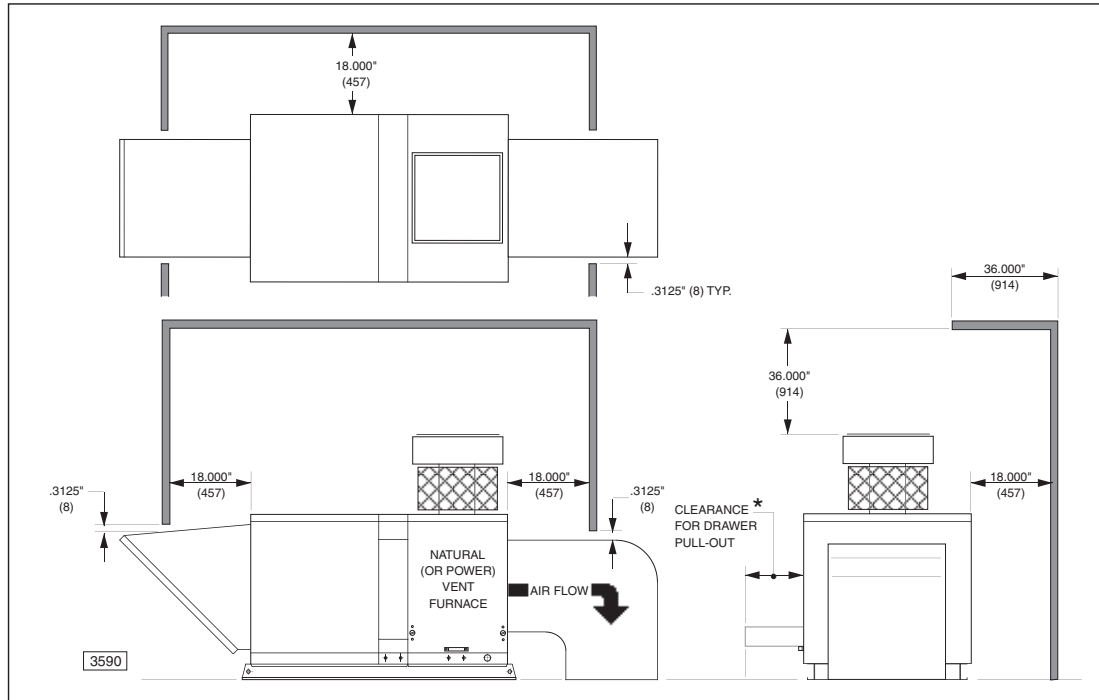 18.000"
(457)
.3125" (8) TYP.
36.000"
(914)
36.000"
(914)
18.000"
(457)
18.000"
(457)
.3125"
(8)
.3125"
(8)
18.000"
(457)
CLEARANCE *
FOR DRAWER
PULL-OUT
NATURAL
(OR POWER)
VENT
FURNACE
AIR FLOW
3590